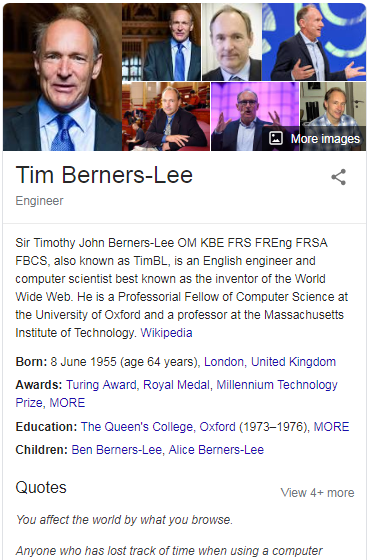 More images
Tim Berners-Lee
Engineer
Sir Timothy John Berners-Lee OM KBE FRS FREng FRSA
FBCS, also known as TimBL, is an English engineer and
computer scientist best known as the inventor of the World
Wide Web. He is a Professorial Fellow of Computer Science at
the University of Oxford and a professor at the Massachusetts
Institute of Technology. Wikipedia
Born: 8 June 1955 (age 64 years), London, United Kingdom
Awards: Turing Award, Royal Medal, Millennium Technology
Prize, MORE
Education: The Queen's College, Oxford (1973–1976), MORE
Children: Ben Berners-Lee, Alice Berners-Lee
Quotes
View 4+ more
You affect the world by what you browse.
Anyone who has lost track of time when using a computer